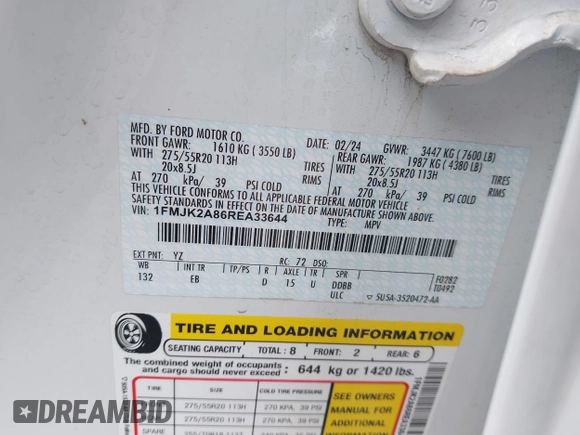 MFD. BY FORD MOTOR CO.
DATE: 02/24 GVWR: 3447 KG (7600 LB)
FRONT GAWR: 1610 KG (3550 LB)
REAR GAWR: 1987 KG (4380 LB)
WITH 275/55R20 113H TIRES
WITH 275/55R20 113H TIRES
20x8.5J RIMS
20x8.5J RIMS
AT 270 kPa/ 39 PSI COLD
AT 270 kPa/ 39 PSI COLD
THIS VEHICLE CONFORMS TO ALL APPLICABLE FEDERAL MOTOR VEHICLE
SAFETY STANDARDS IN EFFECT ON THE DATE OF MANUFACTURE SHOWN ABOVE.
VIN: 1FMJK2A86REA33644
TYPE: MPV
EXT PNT: YZ RC: 72 DSO:
WB INT TR TP/PS R AXLE TR SPR
132 EB D 15 U DDBB
ULC
F0282
T0492
5U5A-3520472-AA
TIRE AND LOADING INFORMATION
SEATING CAPACITY TOTAL: 8 FRONT: 2 REAR: 6
The combined weight of occupants
and cargo should never exceed: 644 kg or 1420 lbs.
TIRE SIZE COLD TIRE PRESSURE
275/55R20 113H 270 KPA, 39 PSI
275/55R20 113H 270 KPA, 39 PSI
SPARE
SEE OWNERS
MANUAL FOR
ADDITIONAL
INFORMATION
DREAMBID